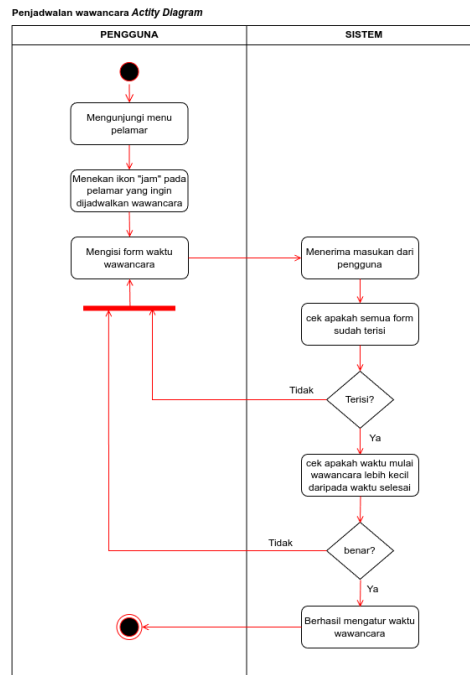 Penjadwalan wawancara Actity Diagram
PENGGUNA
SISTEM
Mengunjungi menu
pelamar
Menekan ikon "jam" pada
pelamar yang ingin
dijadwalkan wawancara
Mengisi form waktu
wawancara
Menerima masukan dari
pengguna
cek apakah semua form
sudah terisi
Tidak
Terisi?
Ya
cek apakah waktu mulai
wawancara lebih kecil
daripada waktu selesai
Tidak
benar?
Ya
Berhasil mengatur waktu
wawancara